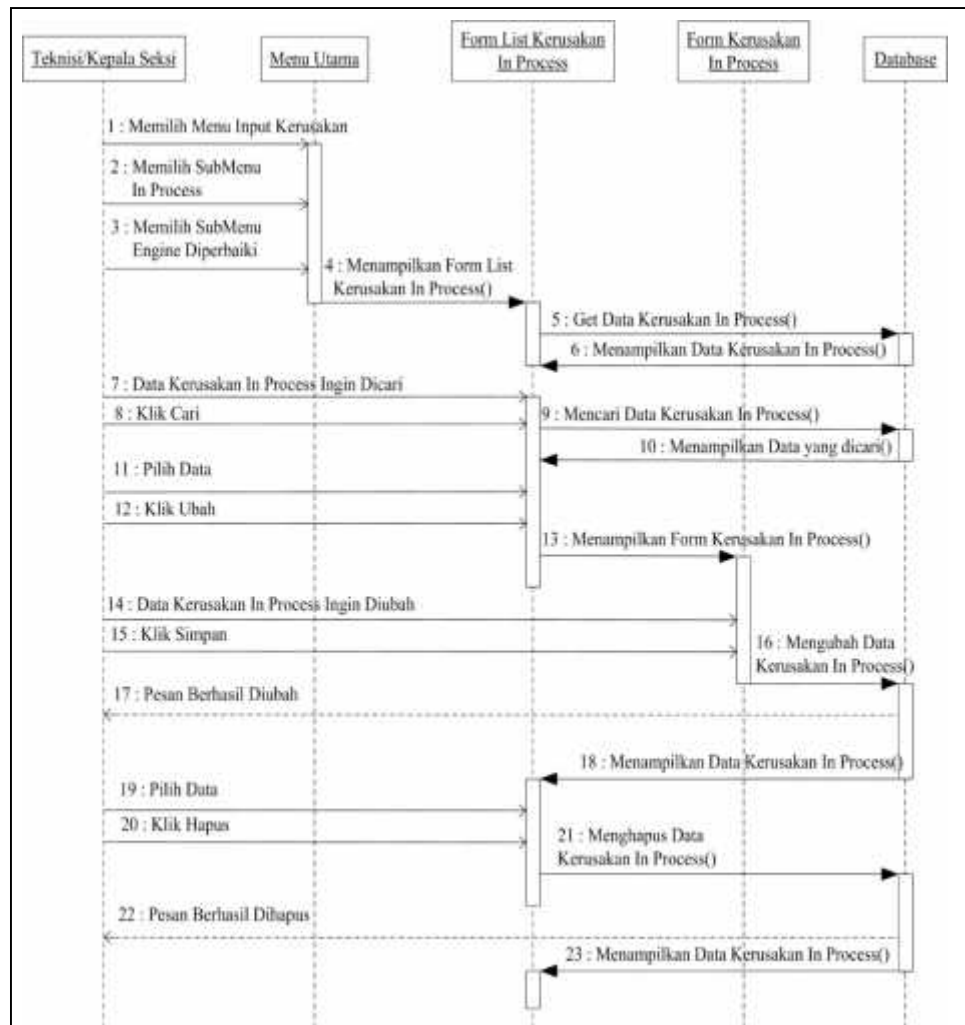 Teknisi/Kepala Seksi
Menu Utama
Form List Kerusakan
In Process
Form Kerusakan
In Process
Database
1 : Memilih Menu Input Kerusakan
2 : Memilih SubMenu
In Process
3 : Memilih SubMenu
Engine Diperbaiki
4 : Menampilkan Form List
Kerusakan In Process()
5 : Get Data Kerusakan In Process()
6 : Menampilkan Data Kerusakan In Process()
7 : Data Kerusakan In Process Ingin Dicari
8 : Klik Cari
9 : Mencari Data Kerusakan In Process()
10 : Menampilkan Data yang dicari()
11 : Pilih Data
12 : Klik Ubah
13 : Menampilkan Form Kerusakan In Process()
14 : Data Kerusakan In Process Ingin Diubah
15 : Klik Simpan
16 : Mengubah Data
Kerusakan In Process()
17 : Pesan Berhasil Diubah
18 : Menampilkan Data Kerusakan In Process()
19 : Pilih Data
20 : Klik Hapus
21 : Menghapus Data
Kerusakan In Process()
22 : Pesan Berhasil Dihapus
23 : Menampilkan Data Kerusakan In Process()